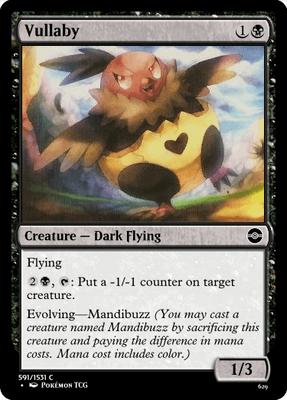 Vullaby 1
Creature — Dark Flying
Flying
2 , : Put a -1/-1 counter on target
creature.
Evolving—Mandibuzz (You may cast
a creature named Mandibuzz by sacrificing this
creature and paying the difference in mana
costs. Mana cost includes color.)
1/3
591/1531 C
• Pokémon TCG
629